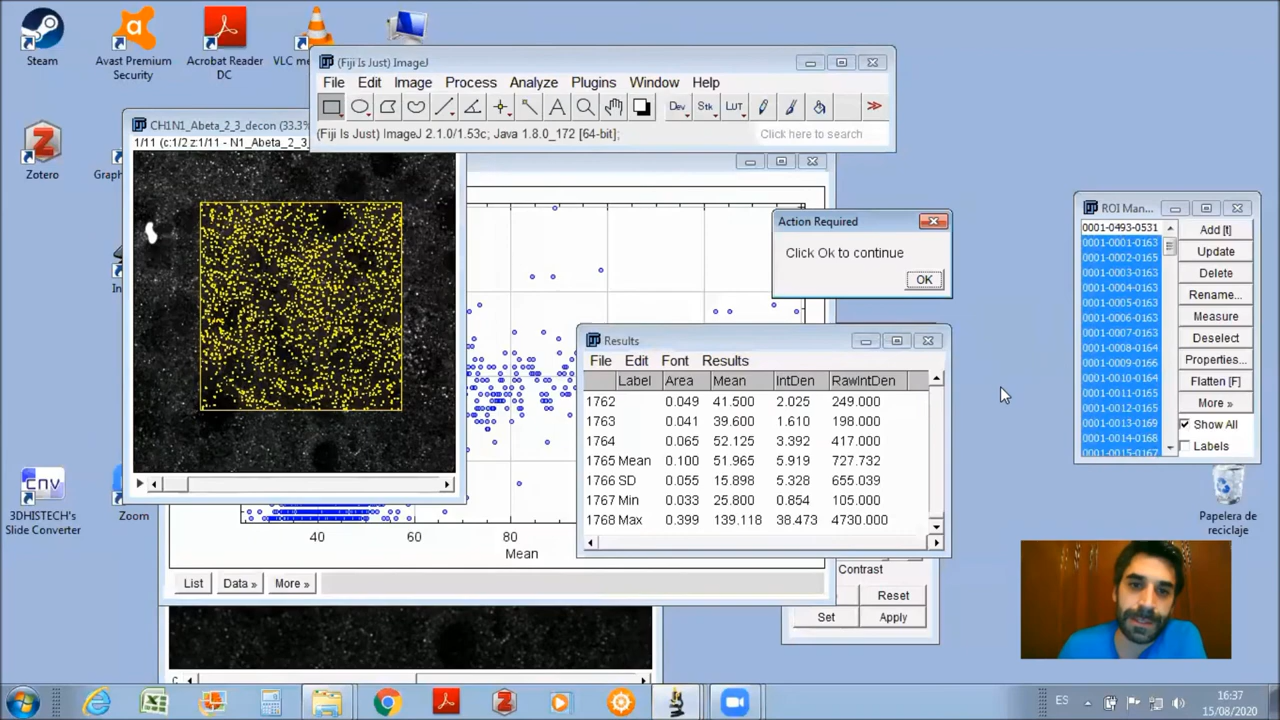 Steam
Avast Premium
Security
Acrobat Reader
DC
VLC me
(Fiji Is Just) ImageJ
File Edit Image Process Analyze Plugins Window Help
Dev Stk LUT
(Fiji Is Just) ImageJ 2.1.0/1.53c; Java 1.8.0_172 [64-bit];
Click here to search
CH1N1_Abeta_2_3_decon (33.3%
1/11 (c:1/2 z:1/11 - N1_Abeta_2_3_
Zotero
Graph
In
3DHISTECH's
Slide Converter
Zoom
Action Required
Click Ok to continue
OK
Results
File Edit Font Results
Label Area Mean IntDen RawIntDen
1762 0.049 41.500 2.025 249.000
1763 0.041 39.600 1.610 198.000
1764 0.065 52.125 3.392 417.000
1765 Mean 0.100 51.965 5.919 727.732
1766 SD 0.055 15.898 5.328 655.039
1767 Min 0.033 25.800 0.854 105.000
1768 Max 0.399 139.118 38.473 4730.000
40 60 80
Mean
List Data » More »
Contrast
Reset
Set Apply
c
ROI Man...
0001-0493-0531
0001-0001-0163
0001-0002-0165
0001-0003-0163
0001-0004-0163
0001-0005-0163
0001-0006-0163
0001-0007-0163
0001-0008-0164
0001-0009-0166
0001-0010-0164
0001-0011-0165
0001-0012-0165
0001-0013-0169
0001-0014-0168
0001-0015-0167
Add [t]
Update
Delete
Rename...
Measure
Deselect
Properties...
Flatten [F]
More »
Show All
Labels
Papelera de
reciclaje
cnv
ES
16:37
15/08/2020